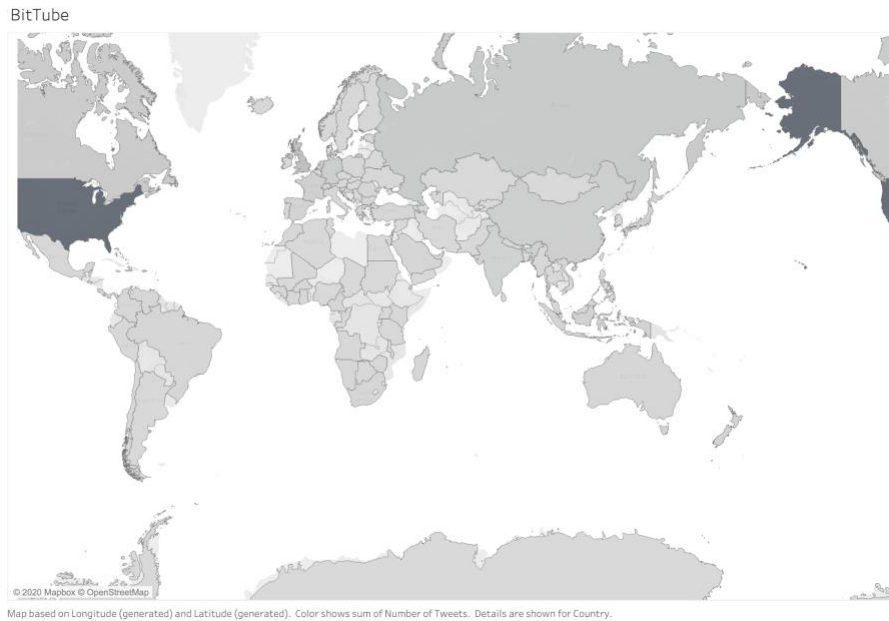 BitTube
© 2020 Mapbox © OpenStreetMap
Map based on Longitude (generated) and Latitude (generated). Color shows sum of Number of Tweets. Details are shown for Country.